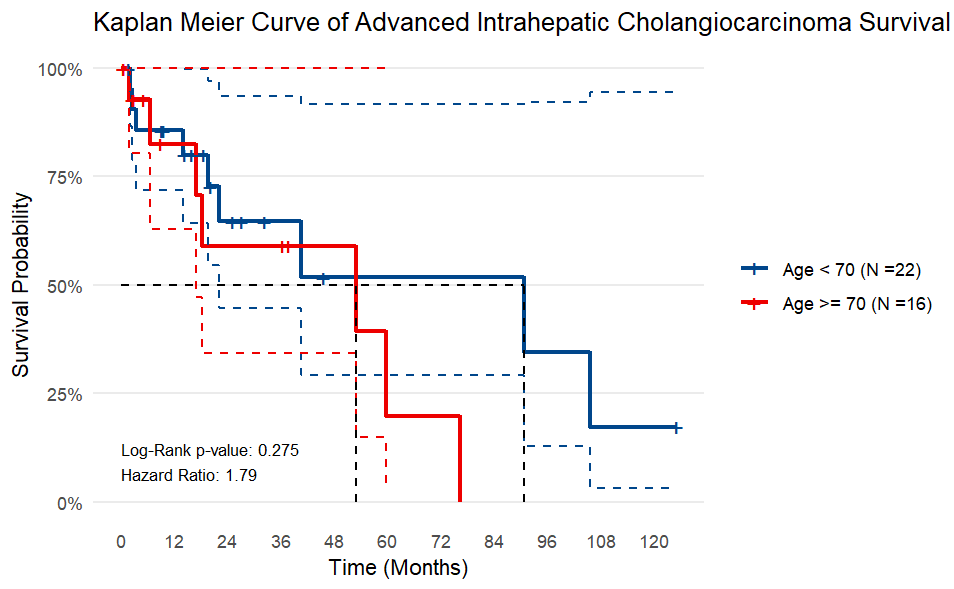 Kaplan Meier Curve of Advanced Intrahepatic Cholangiocarcinoma Survival
100%
75%
50%
25%
0%
Survival Probability
Log-Rank p-value: 0.275
Hazard Ratio: 1.79
0 12 24 36 48 60 72 84 96 108 120
Time (Months)
Age < 70 (N =22)
Age >= 70 (N =16)